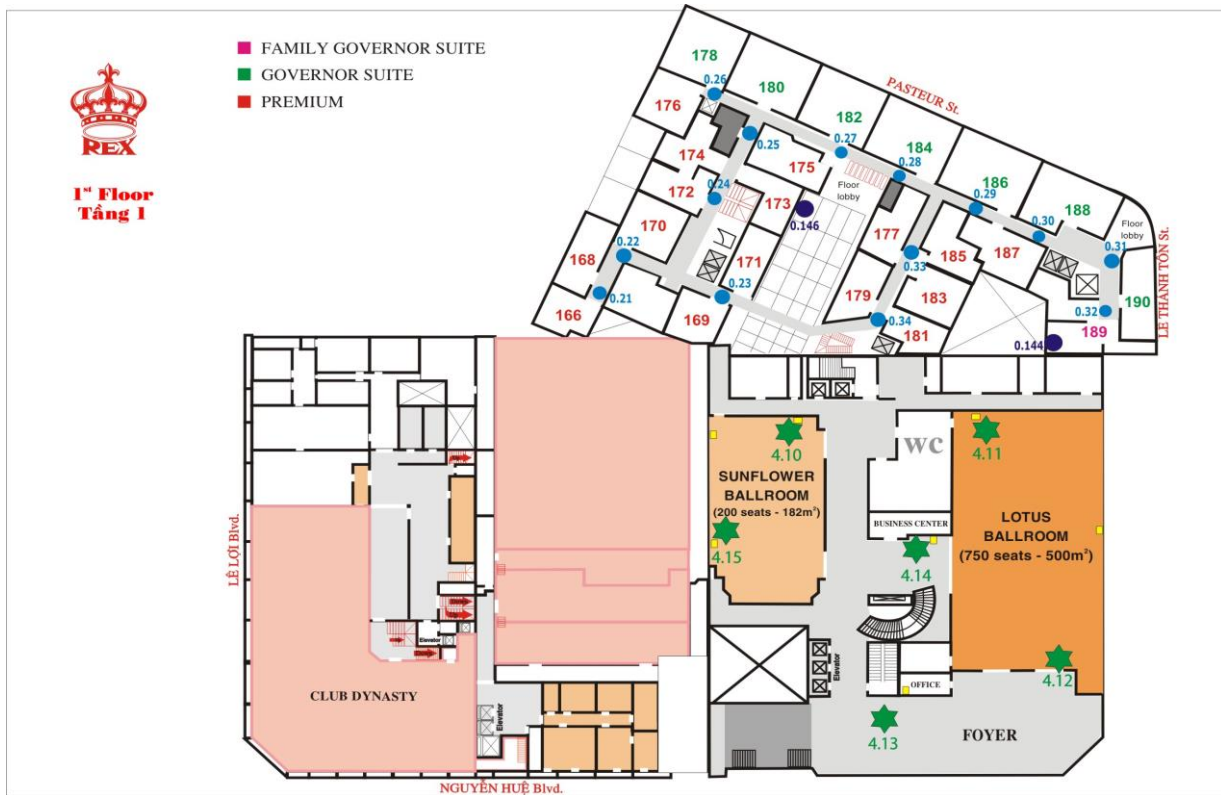 FAMILY GOVERNOR SUITE
GOVERNOR SUITE
PREMIUM
REX
1st Floor
Tầng 1
PASTEUR St.
LE THÁNH TÔN St.
LÊ LỢI Blvd.
NGUYỄN HUỆ Blvd.
178
0.26
180
176
182
0.25
0.27
184
174
175
0.28
172
0.24
Floor
lobby
186
0.29
188
Floor
lobby
170
173
0.146
177
0.30
187
0.31
0.22
168
171
0.33
185
190
0.21
0.23
179
183
0.32
166
169
0.34
181
0.144
189
4.10
WC
4.11
SUNFLOWER
BALLROOM
(200 seats - 182m²)
BUSINESS CENTER
LOTUS
BALLROOM
(750 seats - 500m²)
4.15
4.14
Elevator
Elevator
OFFICE
4.12
CLUB DYNASTY
Elevator
4.13
FOYER